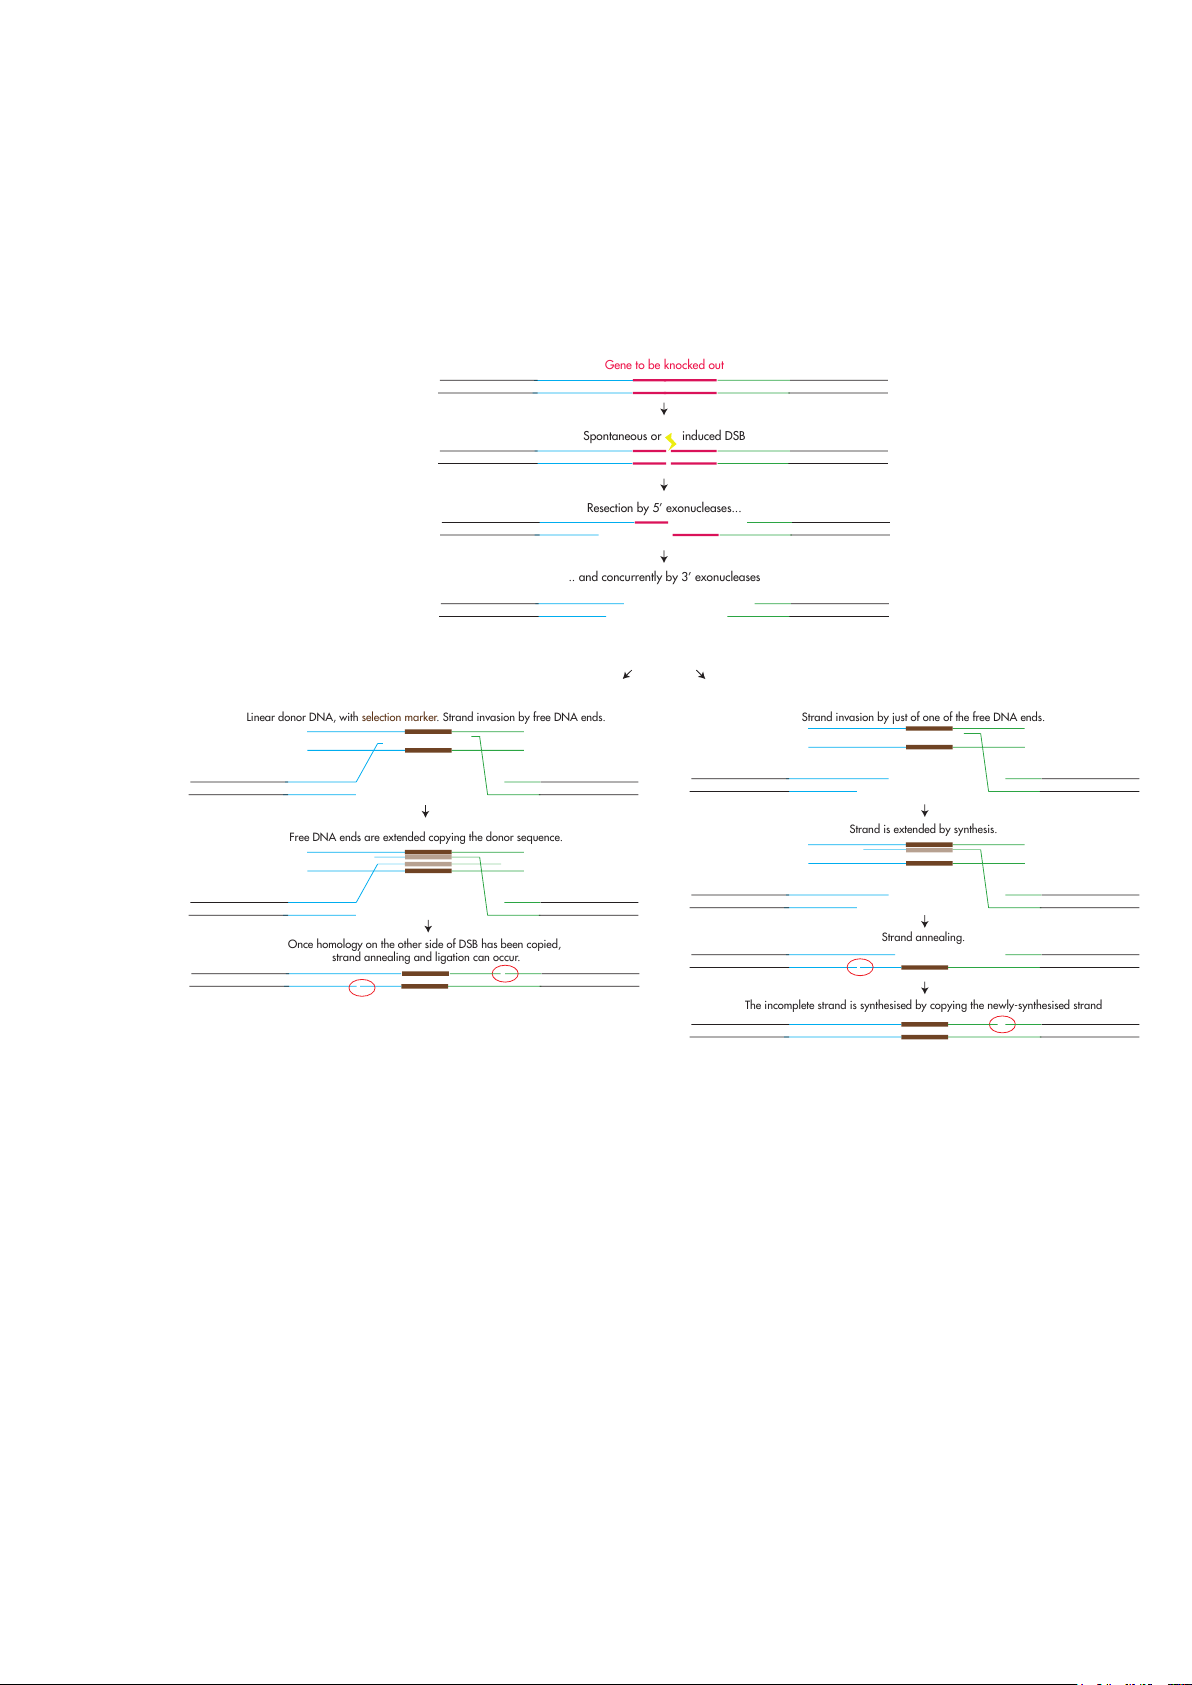 Gene to be knocked out
Spontaneous or induced DSB
Resection by 5’ exonucleases...
.. and concurrently by 3’ exonucleases
Linear donor DNA, with selection marker. Strand invasion by free DNA ends.
Free DNA ends are extended copying the donor sequence.
Once homology on the other side of DSB has been copied,
strand annealing and ligation can occur.
Strand invasion by just of one of the free DNA ends.
Strand is extended by synthesis.
Strand annealing.
The incomplete strand is synthesised by copying the newly-synthesised strand